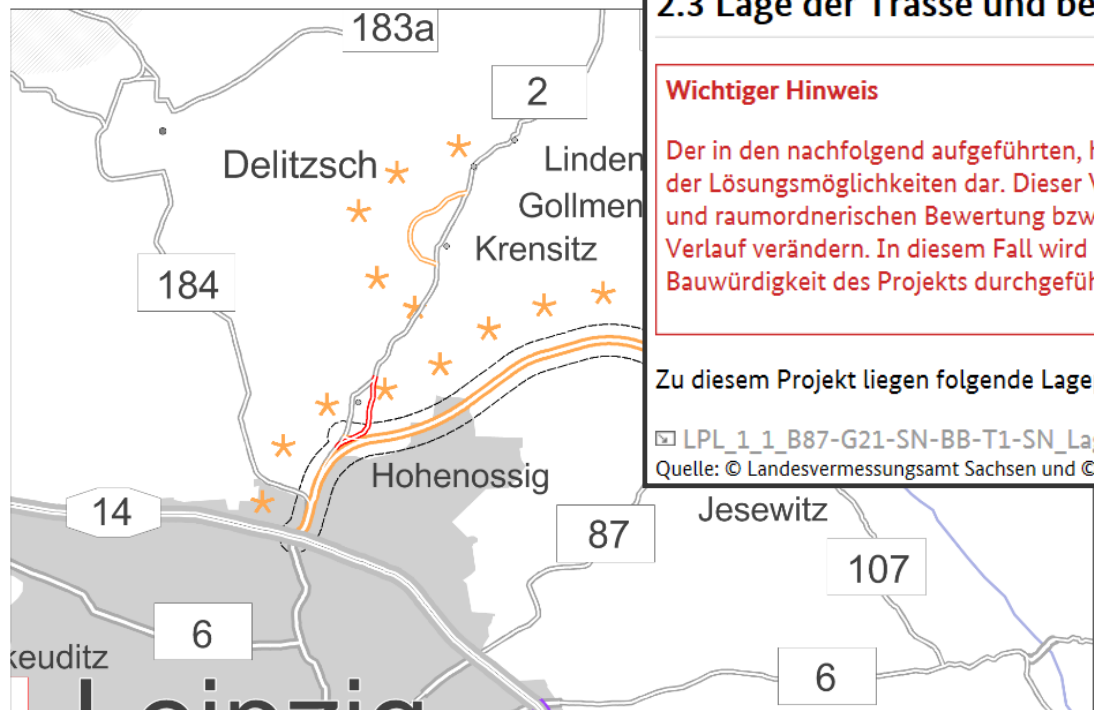 183a
2
Delitzsch
Linden
Gollmen
Krensitz
184
Hohenossig
14
87
Jesewitz
107
6
keuditz
6
Leipzig
2.3 Lage der Trasse und be
Wichtiger Hinweis
Der in den nachfolgend aufgeführten, h
der Lösungsmöglichkeiten dar. Dieser V
und raumordnerischen Bewertung bzw
Verlauf verändern. In diesem Fall wird
Bauwürdigkeit des Projekts durchgefüh
Zu diesem Projekt liegen folgende Lage
LPL_1_1_B87-G21-SN-BB-T1-SN_Lag
Quelle: © Landesvermessungsamt Sachsen und ©